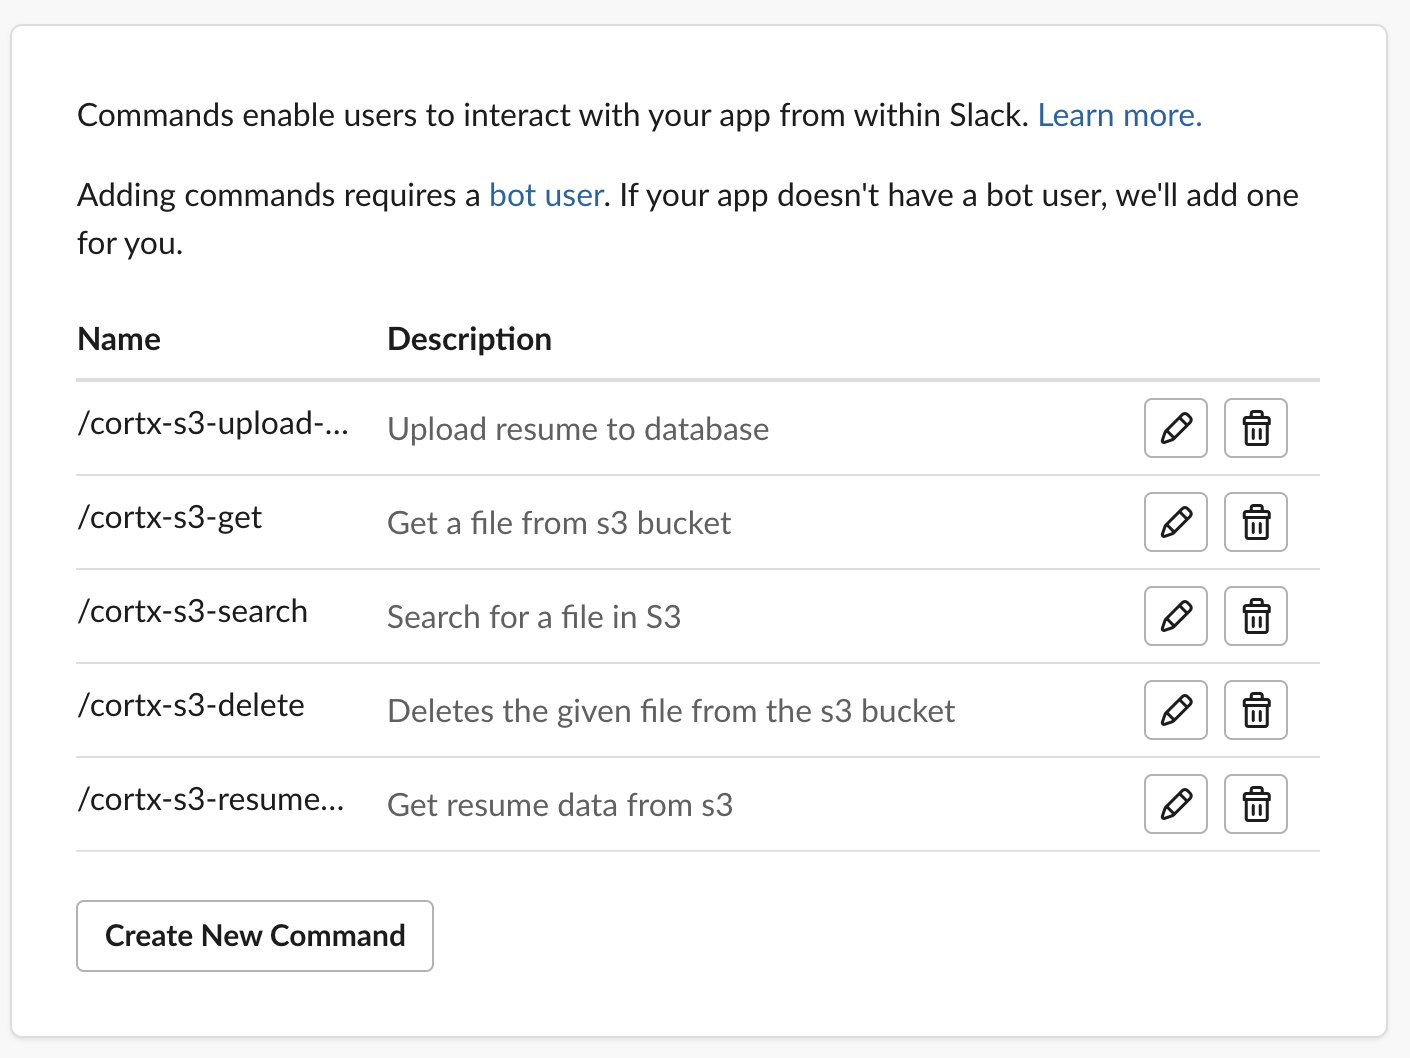 Commands enable users to interact with your app from within Slack. Learn more.
Adding commands requires a bot user. If your app doesn't have a bot user, we'll add one
for you.
Name Description
/cortx-s3-upload-... Upload resume to database
/cortx-s3-get Get a file from s3 bucket
/cortx-s3-search Search for a file in S3
/cortx-s3-delete Deletes the given file from the s3 bucket
/cortx-s3-resume... Get resume data from s3
Create New Command